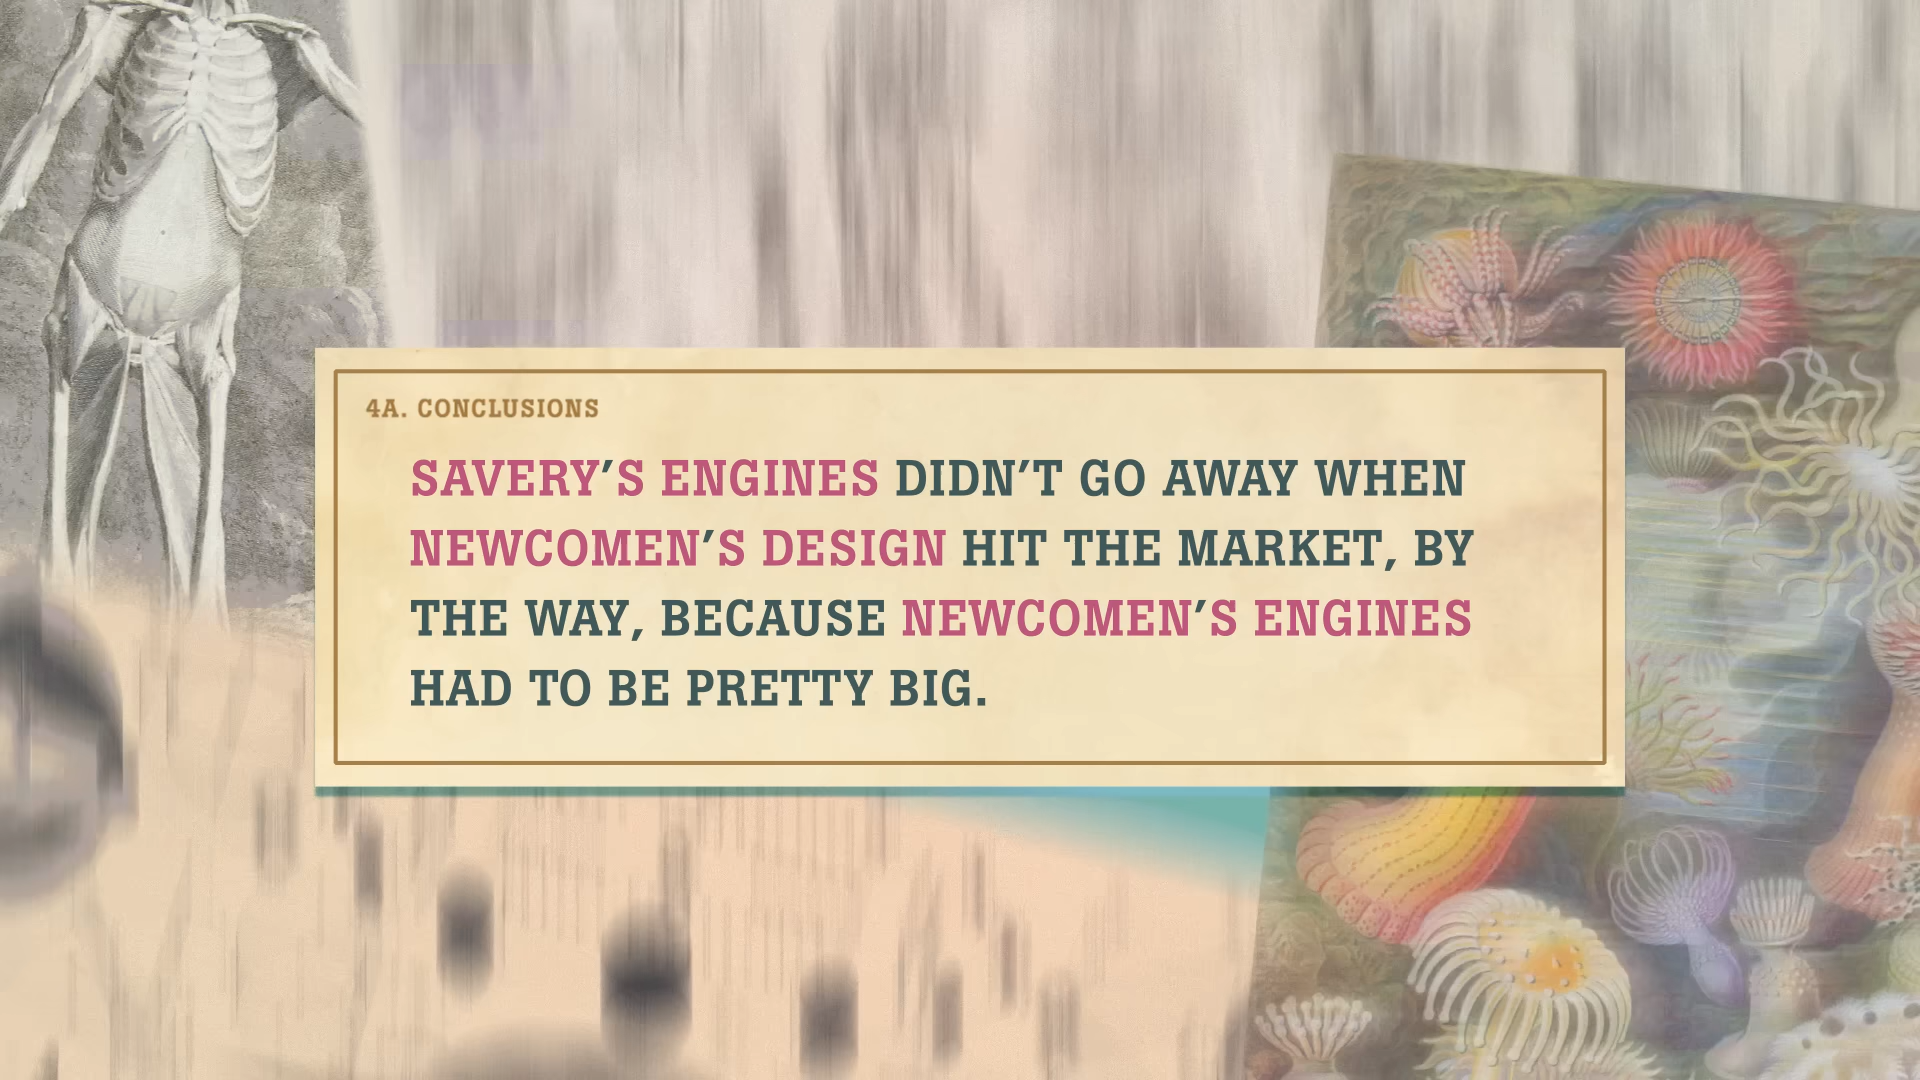 4A. CONCLUSIONS
SAVERY’S ENGINES DIDN’T GO AWAY WHEN
NEWCOMEN’S DESIGN HIT THE MARKET, BY
THE WAY, BECAUSE NEWCOMEN’S ENGINES
HAD TO BE PRETTY BIG.